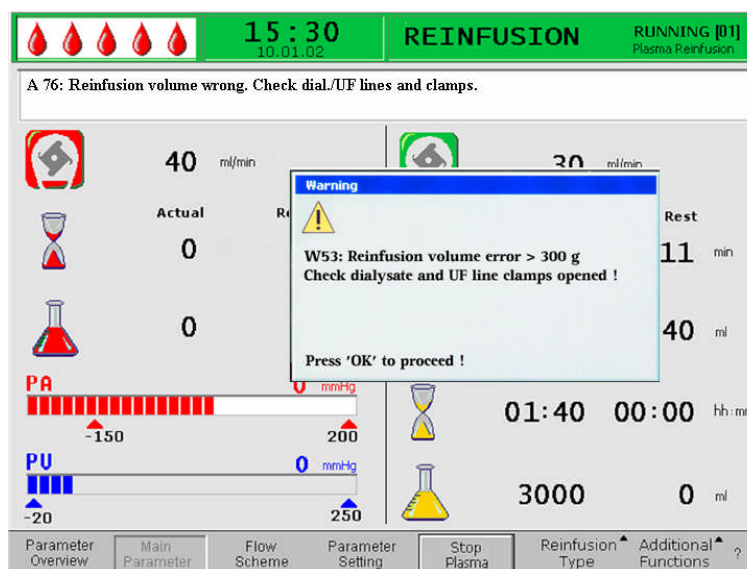 15:30
10.01.02
REINFUSION
RUNNING [01]
Plasma Reinfusion
A 76: Reinfusion volume wrong. Check dial./UF lines and clamps.
40 ml/min
30 ml/min
Actual
Rest
0
11 min
0
40 ml
Warning
W53: Reinfusion volume error > 300 g
Check dialysate and UF line clamps opened !
Press 'OK' to proceed !
PA 0 mmHg
-150 200
PV 0 mmHg
-20 250
01:40 00:00
3000 0 ml
Parameter Overview
Main Parameter
Flow Scheme
Parameter Setting
Stop Plasma
Reinfusion Type
Additional Functions
?